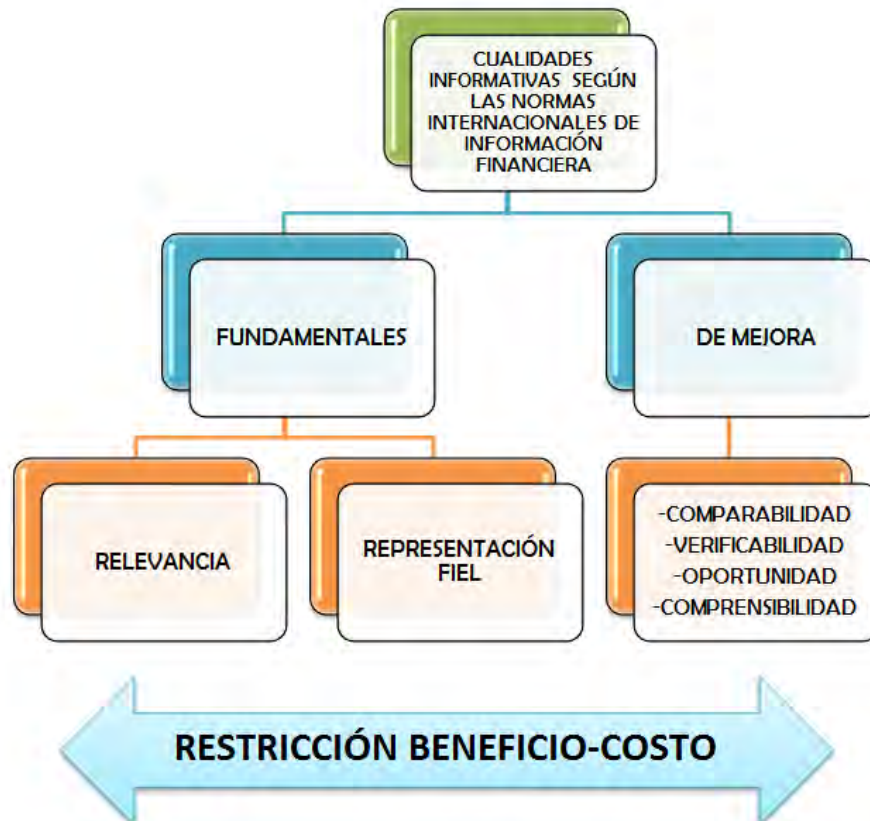 CUALIDADES
INFORMATIVAS SEGÚN
LAS NORMAS
INTERNACIONALES DE
INFORMACIÓN
FINANCIERA
FUNDAMENTALES
DE MEJORA
RELEVANCIA
REPRESENTACIÓN
FIEL
-COMPARABILIDAD
-VERIFICABILIDAD
-OPORTUNIDAD
-COMPRENSIBILIDAD
RESTRICCIÓN BENEFICIO-COSTO